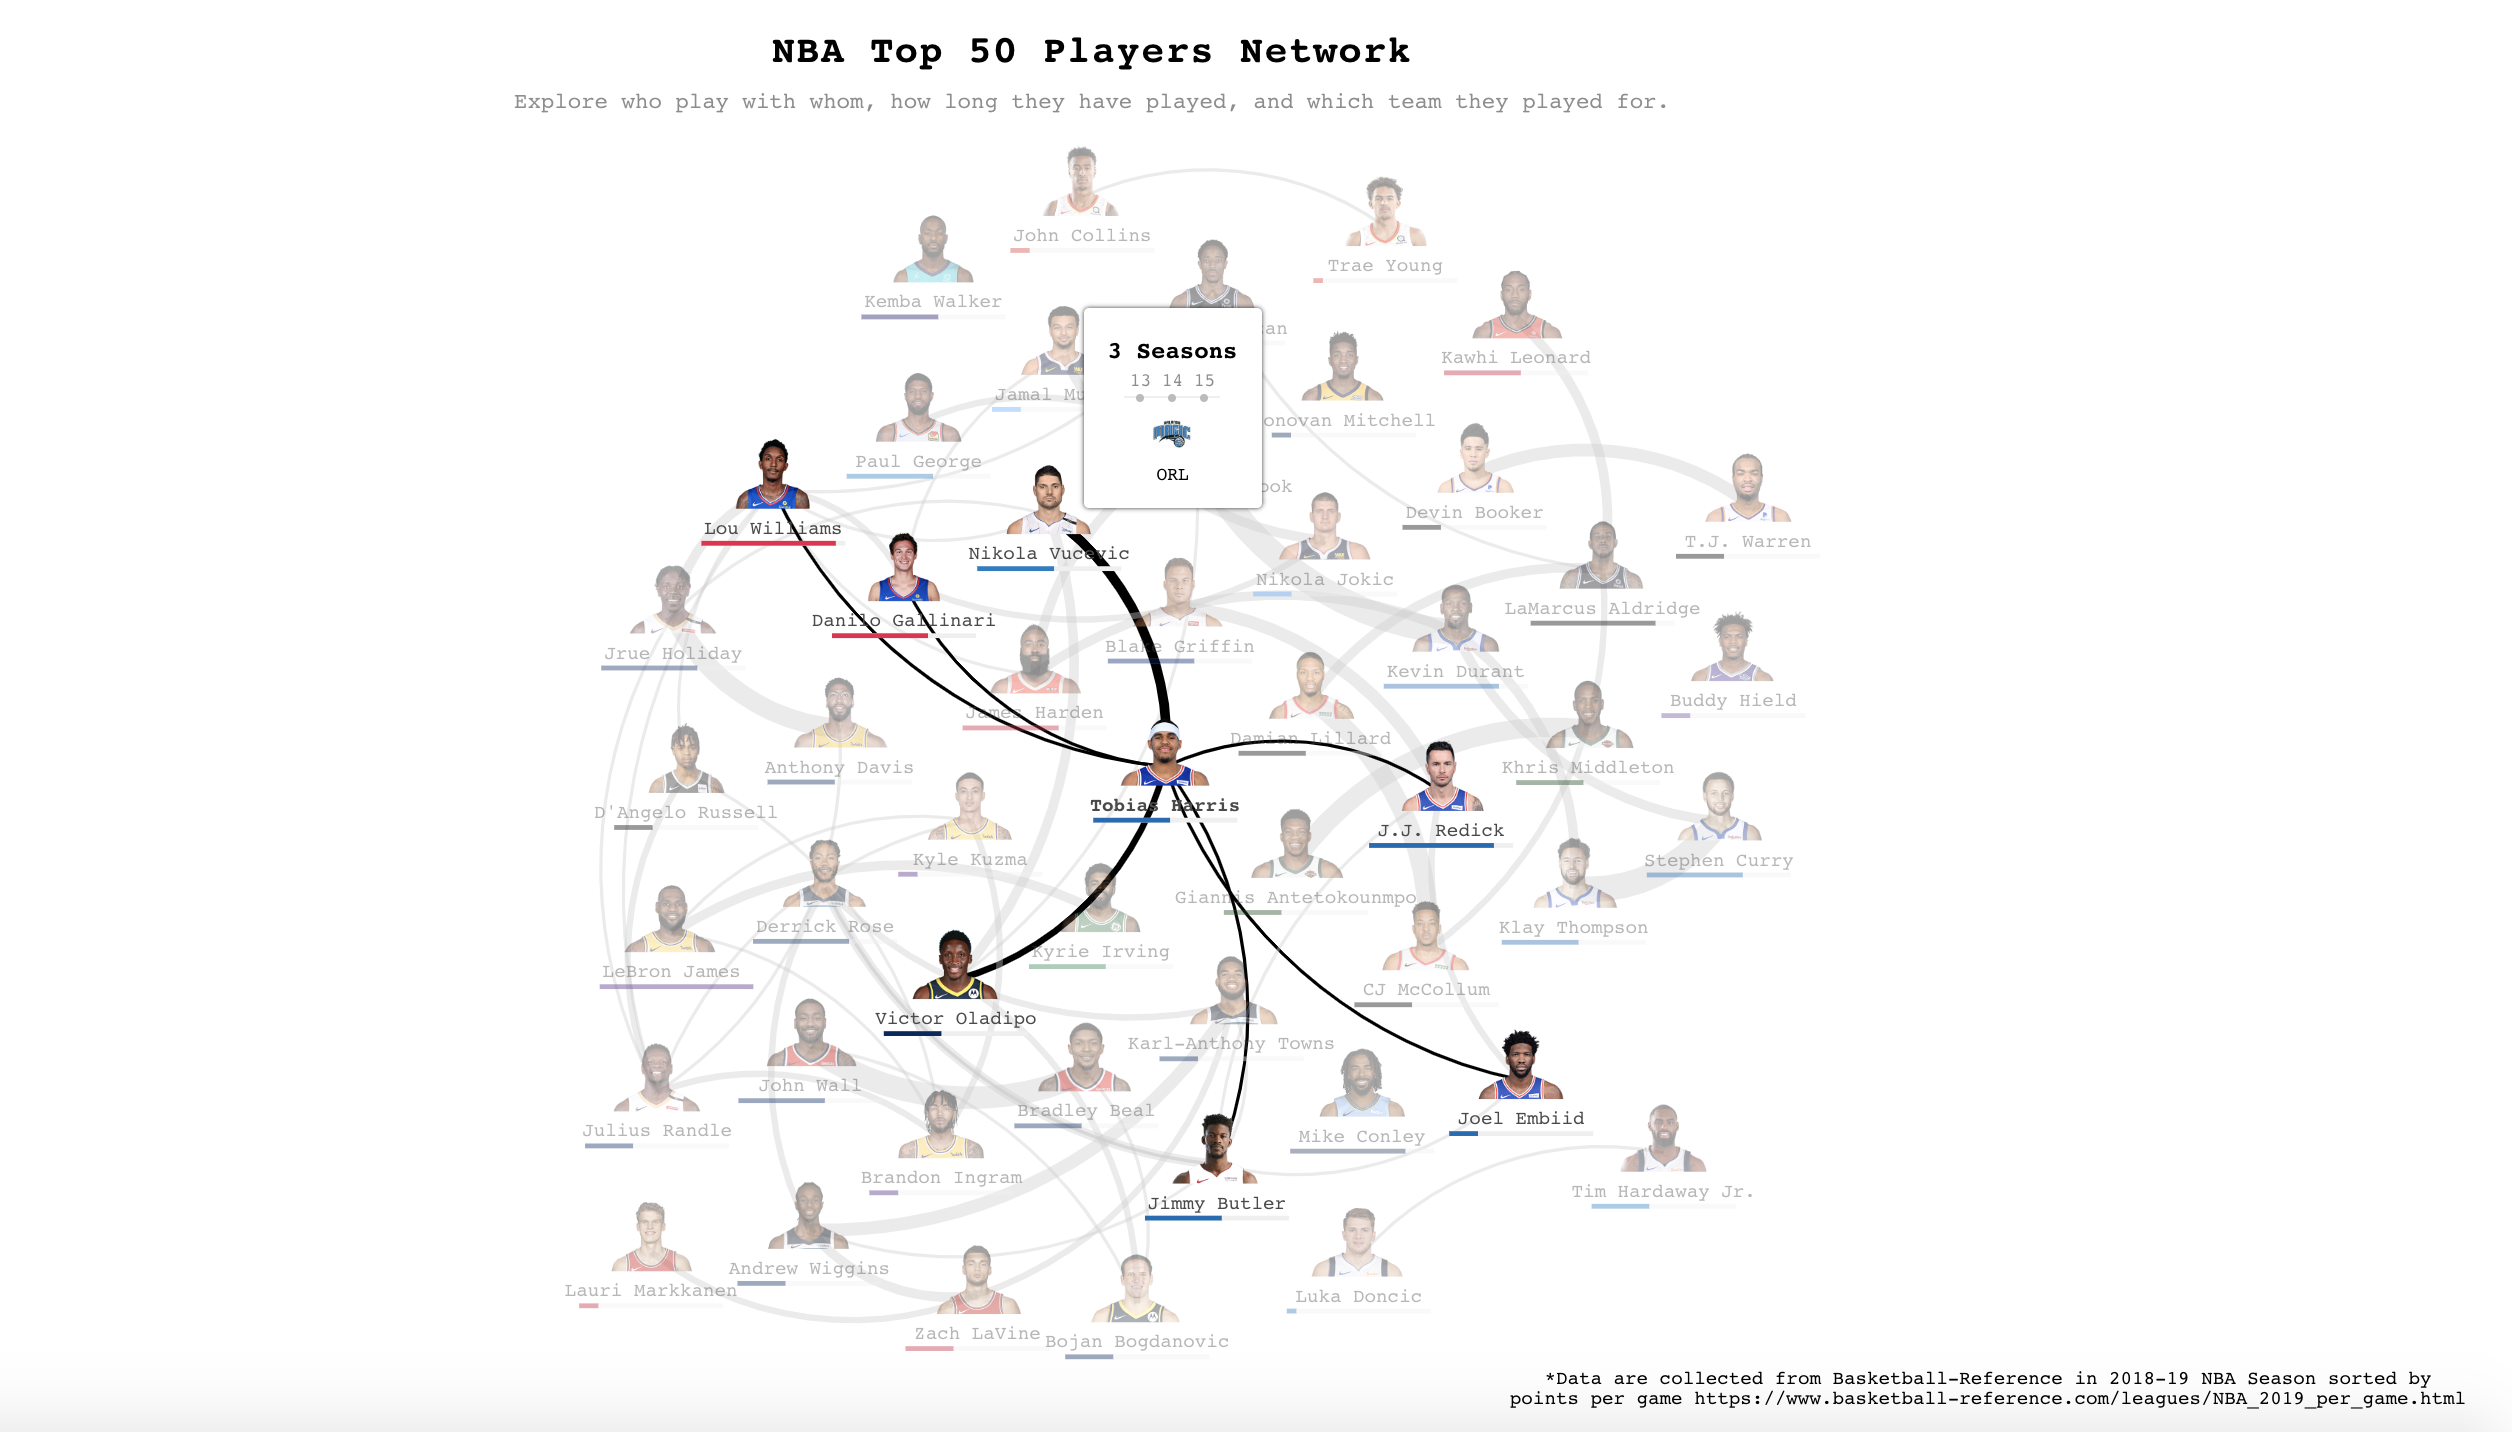 NBA Top 50 Players Network
Explore who play with whom, how long they have played, and which team they played for.
John Collins
Trae Young
Kemba Walker
an
Kawhi Leonard
3 Seasons
13 14 15
ORL
Jamal Mu
onovan Mitchell
Paul George
ook
Devin Booker
Lou Williams
T.J. Warren
Nikola Vucevic
Nikola Jokic
LaMarcus Aldridge
Danilo Gallinari
Blake Griffin
Jrue Holiday
Kevin Durant
Buddy Hield
James Harden
Damian Lillard
Anthony Davis
Khris Middleton
Tobias Harris
D'Angelo Russell
J.J. Redick
Kyle Kuzma
Stephen Curry
Giannis Antetokounmpo
Derrick Rose
Klay Thompson
Kyrie Irving
LeBron James
CJ McCollum
Victor Oladipo
Karl-Anthony Towns
John Wall
Bradley Beal
Joel Embiid
Julius Randle
Mike Conley
Brandon Ingram
Tim Hardaway Jr.
Jimmy Butler
Andrew Wiggins
Lauri Markkanen
Luka Doncic
Zach LaVine
Bojan Bogdanovic
*Data are collected from Basketball-Reference in 2018-19 NBA Season sorted by
points per game https://www.basketball-reference.com/leagues/NBA_2019_per_game.html